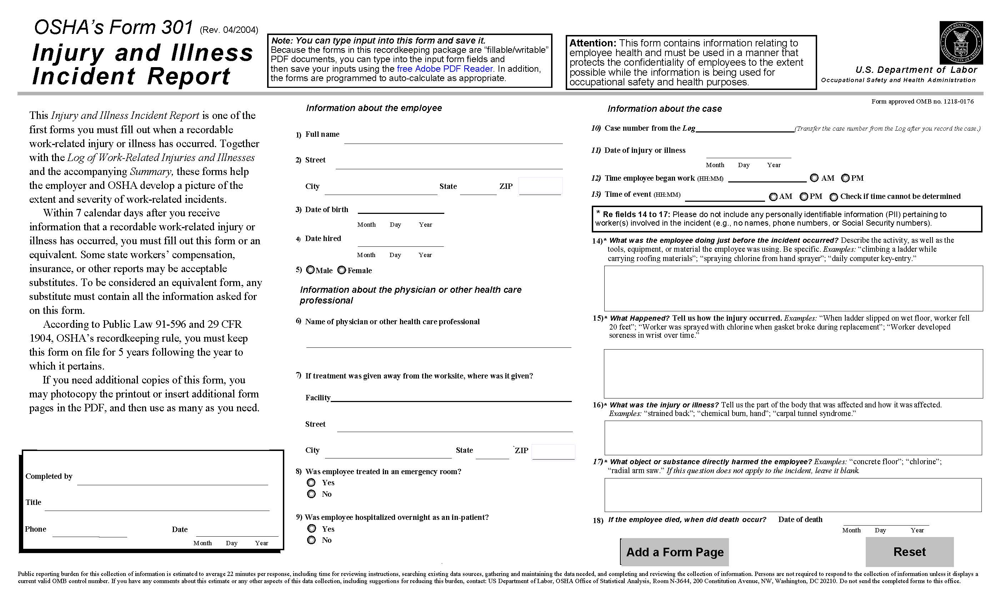 OSHA’s Form 301 (Rev. 04/2004)
Injury and Illness
Incident Report
Note: You can type input into this form and save it.
Because the forms in this recordkeeping package are “fillable/writable”
PDF documents, you can type into the input form fields and
then save your inputs using the free Adobe PDF Reader. In addition,
the forms are programmed to auto-calculate as appropriate.
Attention: This form contains information relating to
employee health and must be used in a manner that
protects the confidentiality of employees to the extent
possible while the information is being used for
occupational safety and health purposes.
DEPARTMENT OF LABOR
UNITED STATES OF AMERICA
U.S. Department of Labor
Occupational Safety and Health Administration
Form approved OMB no. 1218-0176
This Injury and Illness Incident Report is one of the
first forms you must fill out when a recordable
work-related injury or illness has occurred. Together
with the Log of Work-Related Injuries and Illnesses
and the accompanying Summary, these forms help
the employer and OSHA develop a picture of the
extent and severity of work-related incidents.
Within 7 calendar days after you receive
information that a recordable work-related injury or
illness has occurred, you must fill out this form or an
equivalent. Some state workers’ compensation,
insurance, or other reports may be acceptable
substitutes. To be considered an equivalent form, any
substitute must contain all the information asked for
on this form.
According to Public Law 91-596 and 29 CFR
1904, OSHA’s recordkeeping rule, you must keep
this form on file for 5 years following the year to
which it pertains.
If you need additional copies of this form, you
may photocopy the printout or insert additional form
pages in the PDF, and then use as many as you need.
Completed by
Title
Phone Date
Month Day Year
Information about the employee
1) Full name
2) Street
City State ZIP
3) Date of birth
Month Day Year
4) Date hired
Month Day Year
5) Male Female
Information about the physician or other health care
professional
6) Name of physician or other health care professional
7) If treatment was given away from the worksite, where was it given?
Facility
Street
City State `ZIP
8) Was employee treated in an emergency room?
Yes
No
9) Was employee hospitalized overnight as an in-patient?
Yes
No
Information about the case
10) Case number from the Log (Transfer the case number from the Log after you record the case.)
11) Date of injury or illness
Month Day Year
12) Time employee began work (HH:MM) AM PM
13) Time of event (HH:MM) AM PM Check if time cannot be determined
* Re fields 14 to 17: Please do not include any personally identifiable information (PII) pertaining to
worker(s) involved in the incident (e.g., no names, phone numbers, or Social Security numbers).
14)* What was the employee doing just before the incident occurred? Describe the activity, as well as the
tools, equipment, or material the employee was using. Be specific. Examples: “climbing a ladder while
carrying roofing materials”; “spraying chlorine from hand sprayer”; “daily computer key-entry.”
15)* What Happened? Tell us how the injury occurred. Examples: “When ladder slipped on wet floor, worker fell
20 feet”; “Worker was sprayed with chlorine when gasket broke during replacement”; “Worker developed
soreness in wrist over time.”
16)* What was the injury or illness? Tell us the part of the body that was affected and how it was affected.
Examples: “strained back”; “chemical burn, hand”; “carpal tunnel syndrome.”
17)* What object or substance directly harmed the employee? Examples: “concrete floor”; “chlorine”;
“radial arm saw.” If this question does not apply to the incident, leave it blank.
18) If the employee died, when did death occur? Date of death
Month Day Year
Add a Form Page
Reset
Public reporting burden for this collection of information is estimated to average 22 minutes per response, including time for reviewing instructions, searching existing data sources, gathering and maintaining the data needed, and completing and reviewing the collection of information. Persons are not required to respond to the collection of information unless it displays a
current valid OMB control number. If you have any comments about this estimate or any other aspects of this data collection, including suggestions for reducing this burden, contact: US Department of Labor, OSHA Office of Statistical Analysis, Room N-3644, 200 Constitution Avenue, NW, Washington, DC 20210. Do not send the completed forms to this office.